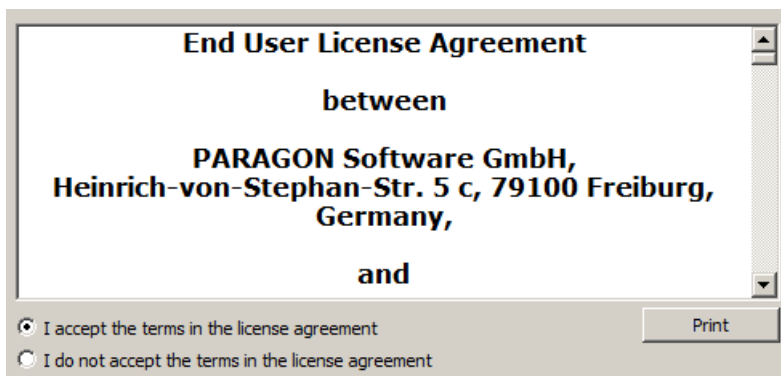 End User License Agreement
between
PARAGON Software GmbH,
Heinrich-von-Stephan-Str. 5 c, 79100 Freiburg,
Germany,
and
I accept the terms in the license agreement
Print
I do not accept the terms in the license agreement